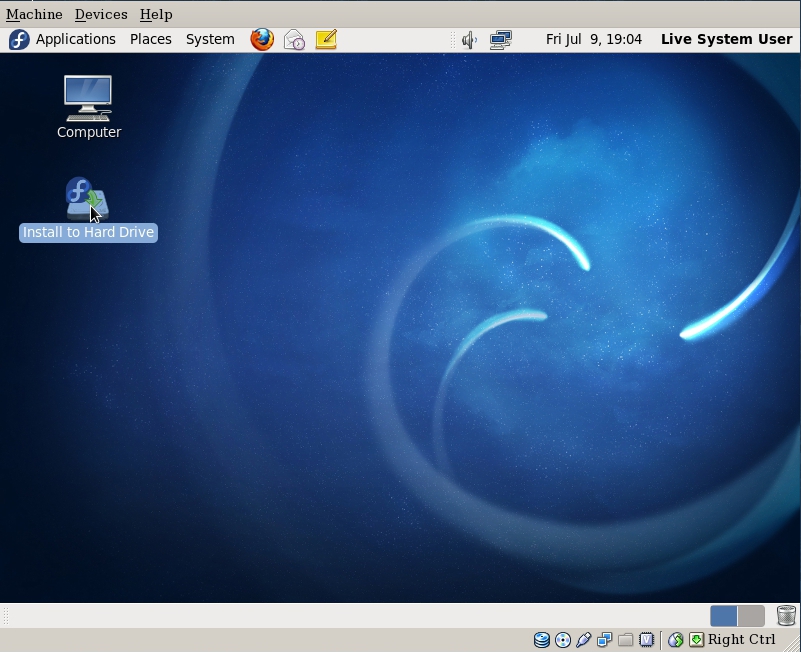 Machine Devices Help
Applications Places System Fri Jul 9, 19:04 Live System User
Computer
Install to Hard Drive
Right Ctrl